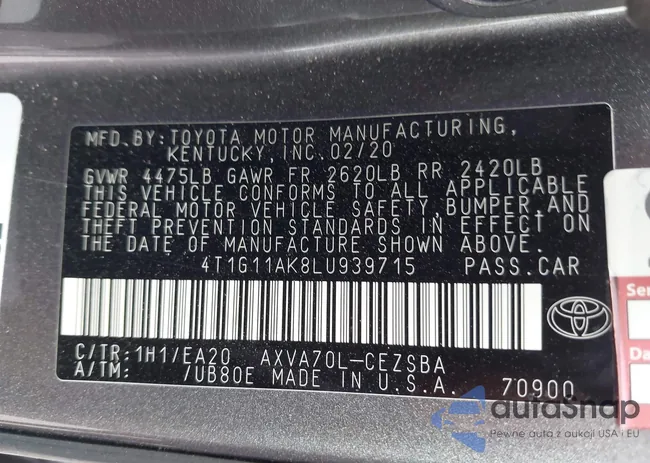 MFD.BY:TOYOTA MOTOR MANUFACTURING,
KENTUCKY,INC.02/20
GVWR 4475LB GAWR FR 2620LB RR 2420LB
THIS VEHICLE CONFORMS TO ALL APPLICABLE
FEDERAL MOTOR VEHICLE SAFETY,BUMPER,AND
THEFT PREVENTION STANDARDS IN EFFECT ON
THE DATE OF MANUFACTURE SHOWN ABOVE.
4T1G11AK8LU939715 PASS.CAR
C/TR:1H1/EA20 AXVA70L-CEZSBA
A/TM: /UB80E MADE IN U.S.A. 70900
Ser
Da
autaSnap
Pewne auta z aukcji USA i EU